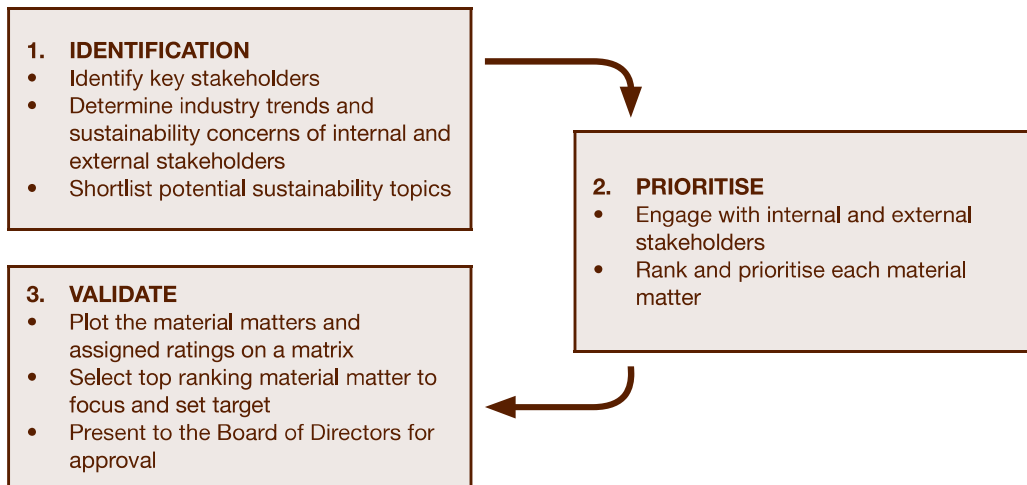 1. IDENTIFICATION
• Identify key stakeholders
• Determine industry trends and
sustainability concerns of internal and
external stakeholders
• Shortlist potential sustainability topics
2. PRIORITISE
• Engage with internal and external
stakeholders
• Rank and prioritise each material
matter
3. VALIDATE
• Plot the material matters and
assigned ratings on a matrix
• Select top ranking material matter to
focus and set target
• Present to the Board of Directors for
approval